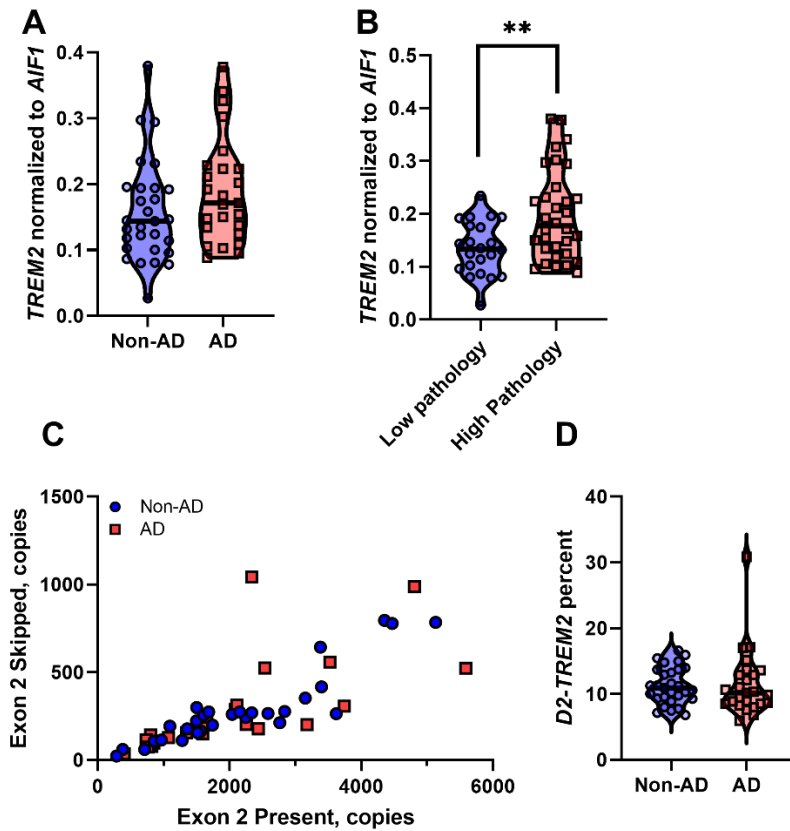 A
TREM2 normalized to AIF1
0.4
0.3
0.2
0.1
0.0
Non-AD AD
B
**
TREM2 normalized to AIF1
0.5
0.4
0.3
0.2
0.1
0.0
Low pathology
High Pathology
C
Non-AD
AD
Exon 2 Skipped, copies
1500
1000
500
0
0 2000 4000 6000
Exon 2 Present, copies
D
D2-TREM2 percent
40
30
20
10
0
Non-AD AD